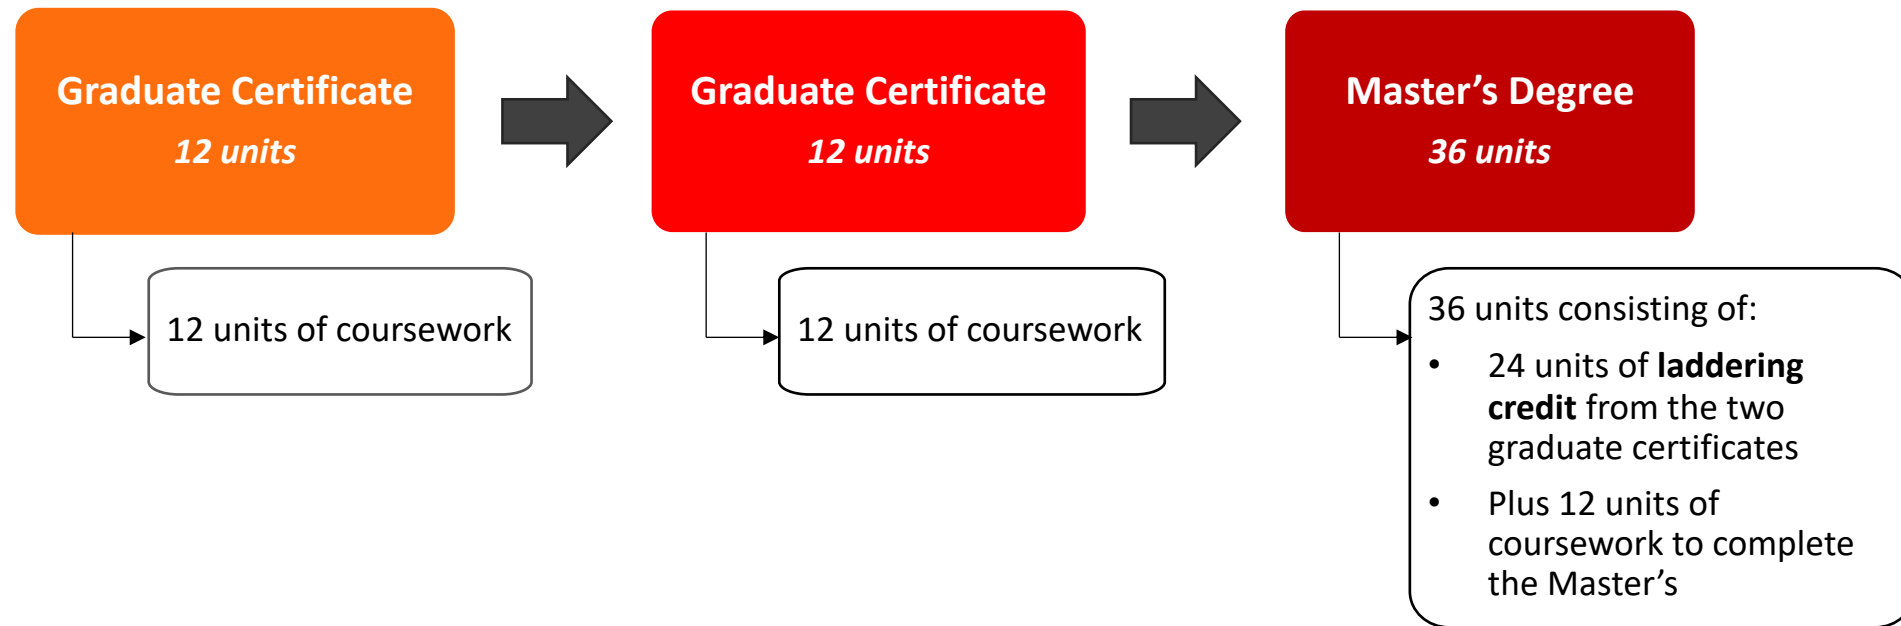 Graduate Certificate
12 units
Graduate Certificate
12 units
Master’s Degree
36 units
12 units of coursework
12 units of coursework
36 units consisting of:
• 24 units of laddering
credit from the two
graduate certificates
• Plus 12 units of
coursework to complete
the Master’s